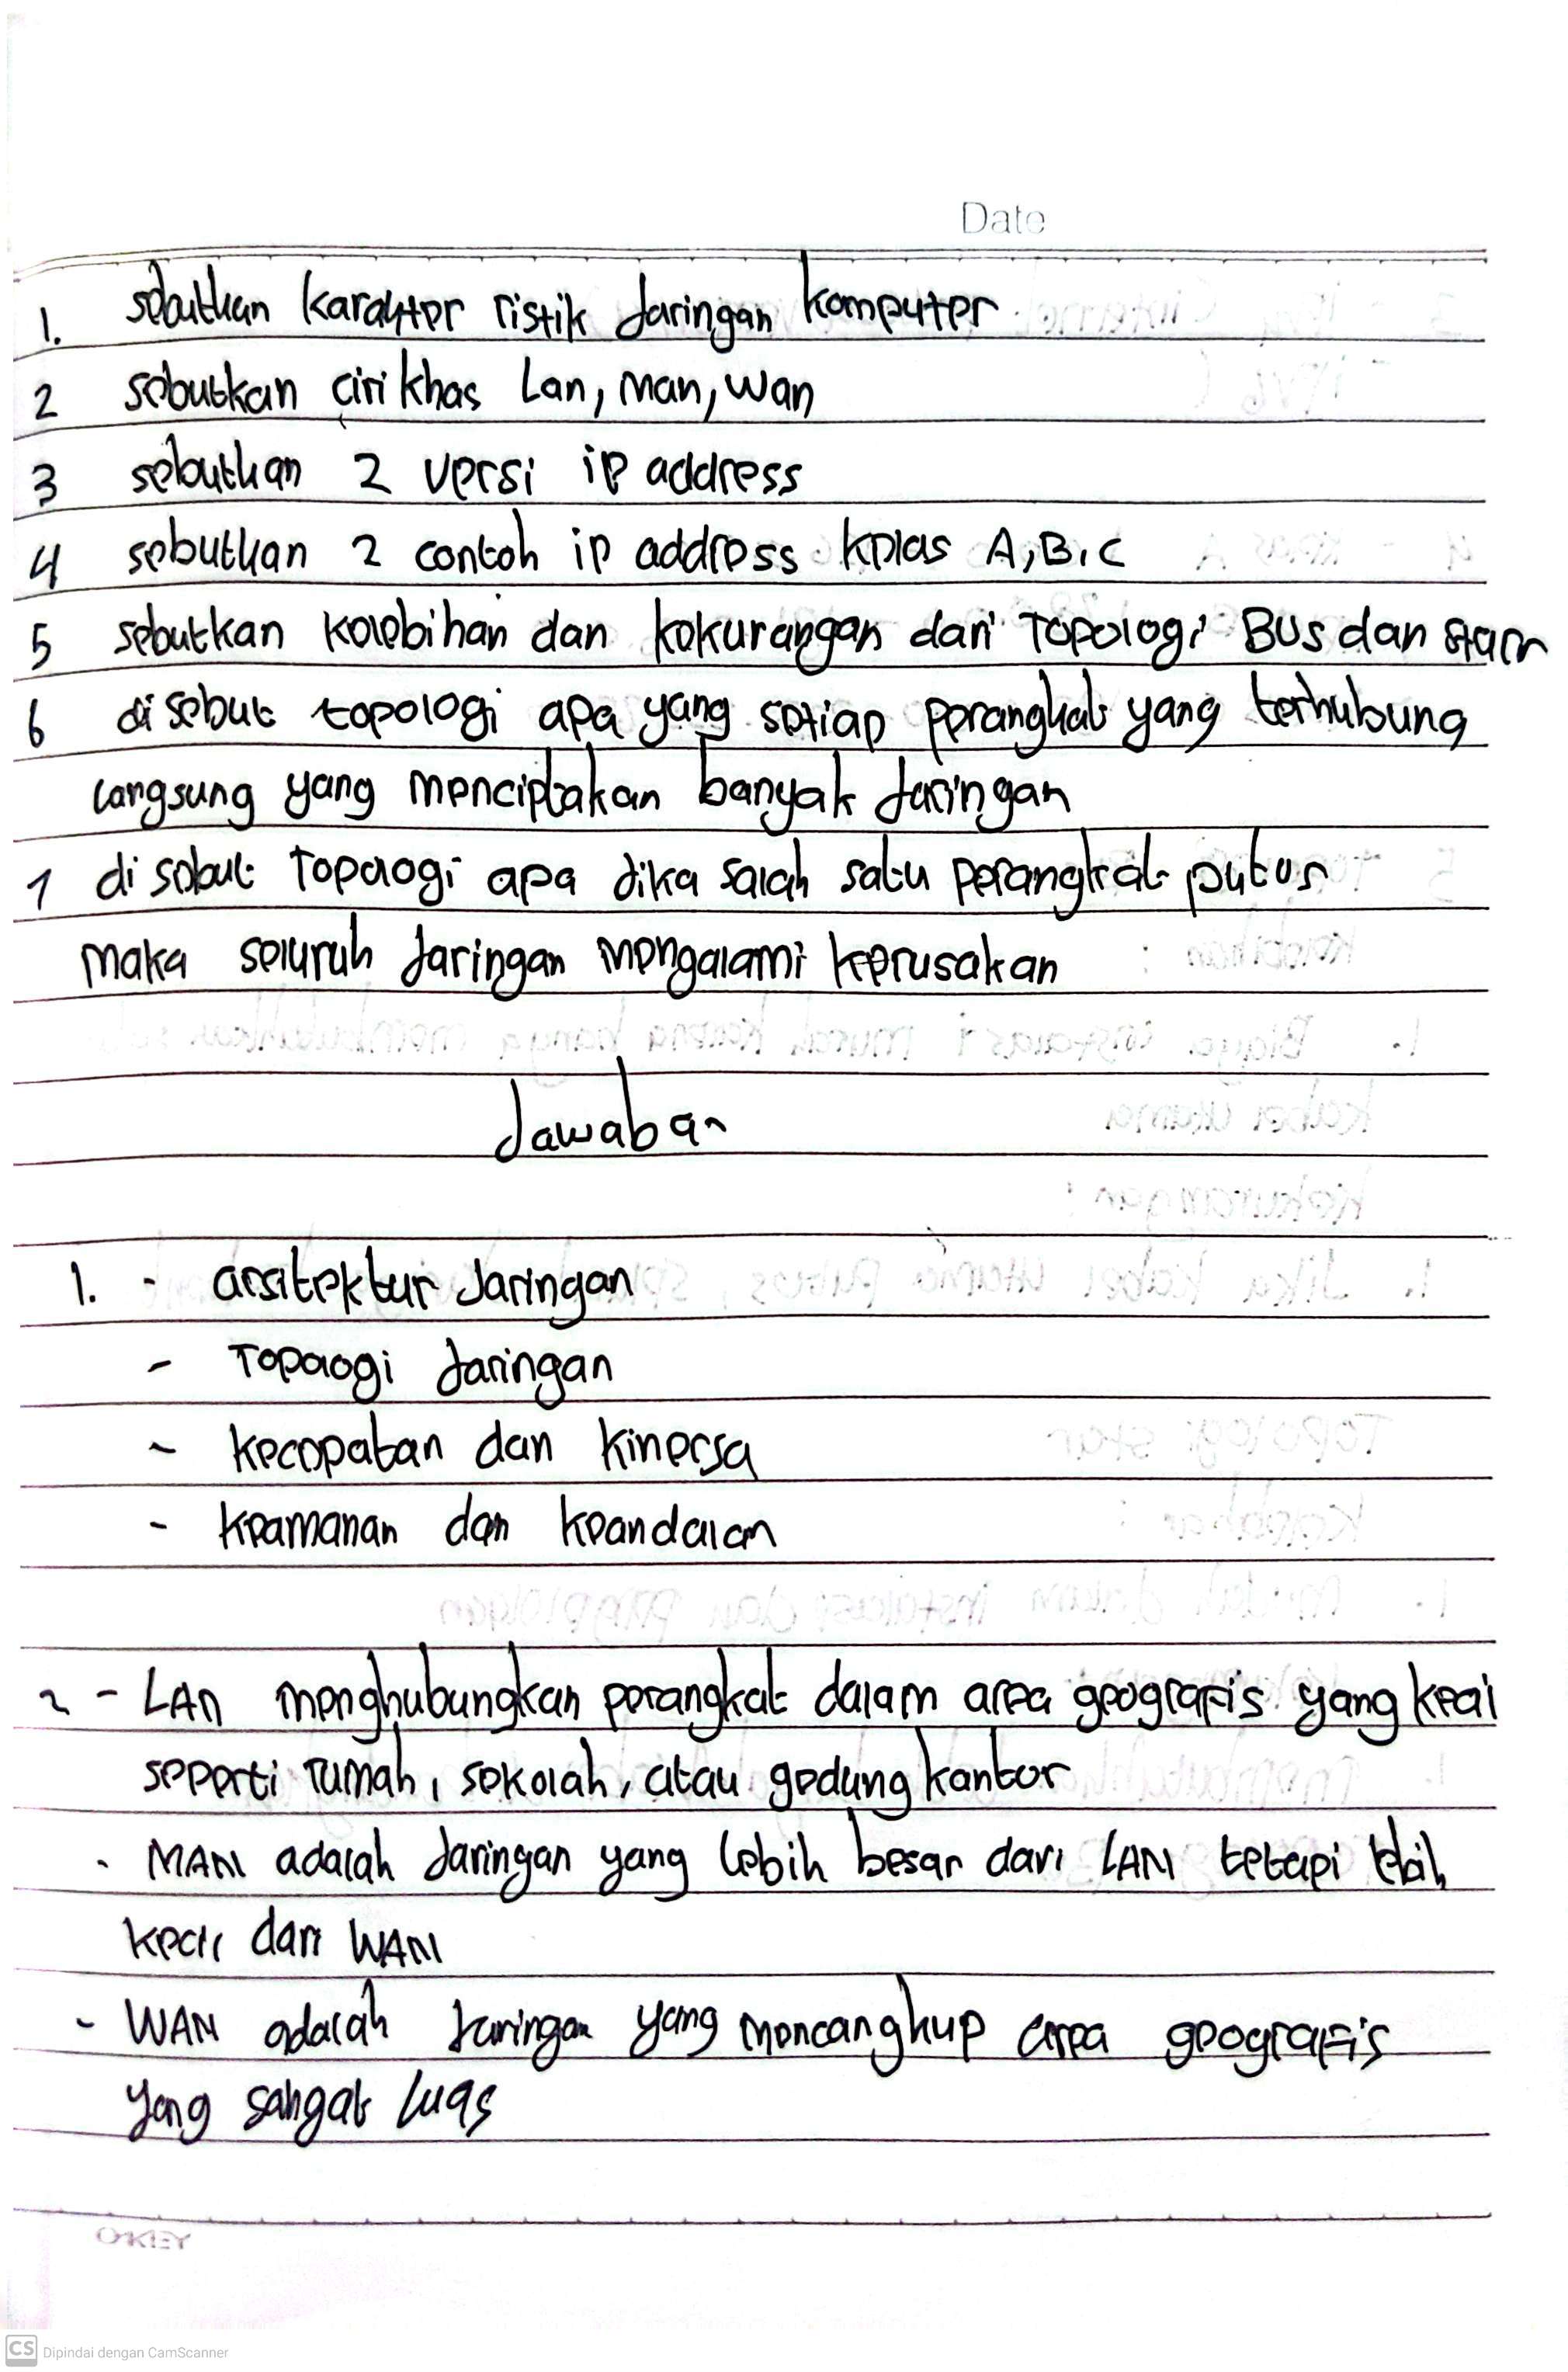 Date
1. sebutkan karakter ristik Jaringan komputer
2 sebutkan ciri khas Lan, Man, Wan
3 sebutkan 2 versi ip address
4 sebutkan 2 contoh ip address kelas A, B, C
5 sebutkan kelebihan dan kekurangan dari Topologi Bus dan starr
6 di sebut topologi apa yang setiap perangkat yang terhubung
langsung yang menciptakan banyak Jaringan
7 di sebut Topologi apa Jika salah satu perangkat putus
Maka seluruh Jaringan Mengalami kerusakan
Jawaban
1. - arsitektur Jaringan
- Topologi Jaringan
- kecepatan dan kinerja
- keamanan dan keandalan
2 - LAN menghubungkan perangkat dalam area geografis yang kecil
seperti rumah, sekolah, atau gedung kantor
- MAN adalah Jaringan yang lebih besar dari LAN tetapi lebih
kecil dari WAN
- WAN adalah Jaringan yang mencangkup area geografis
yang sangat luas
OKEY
CS Dipindai dengan CamScanner